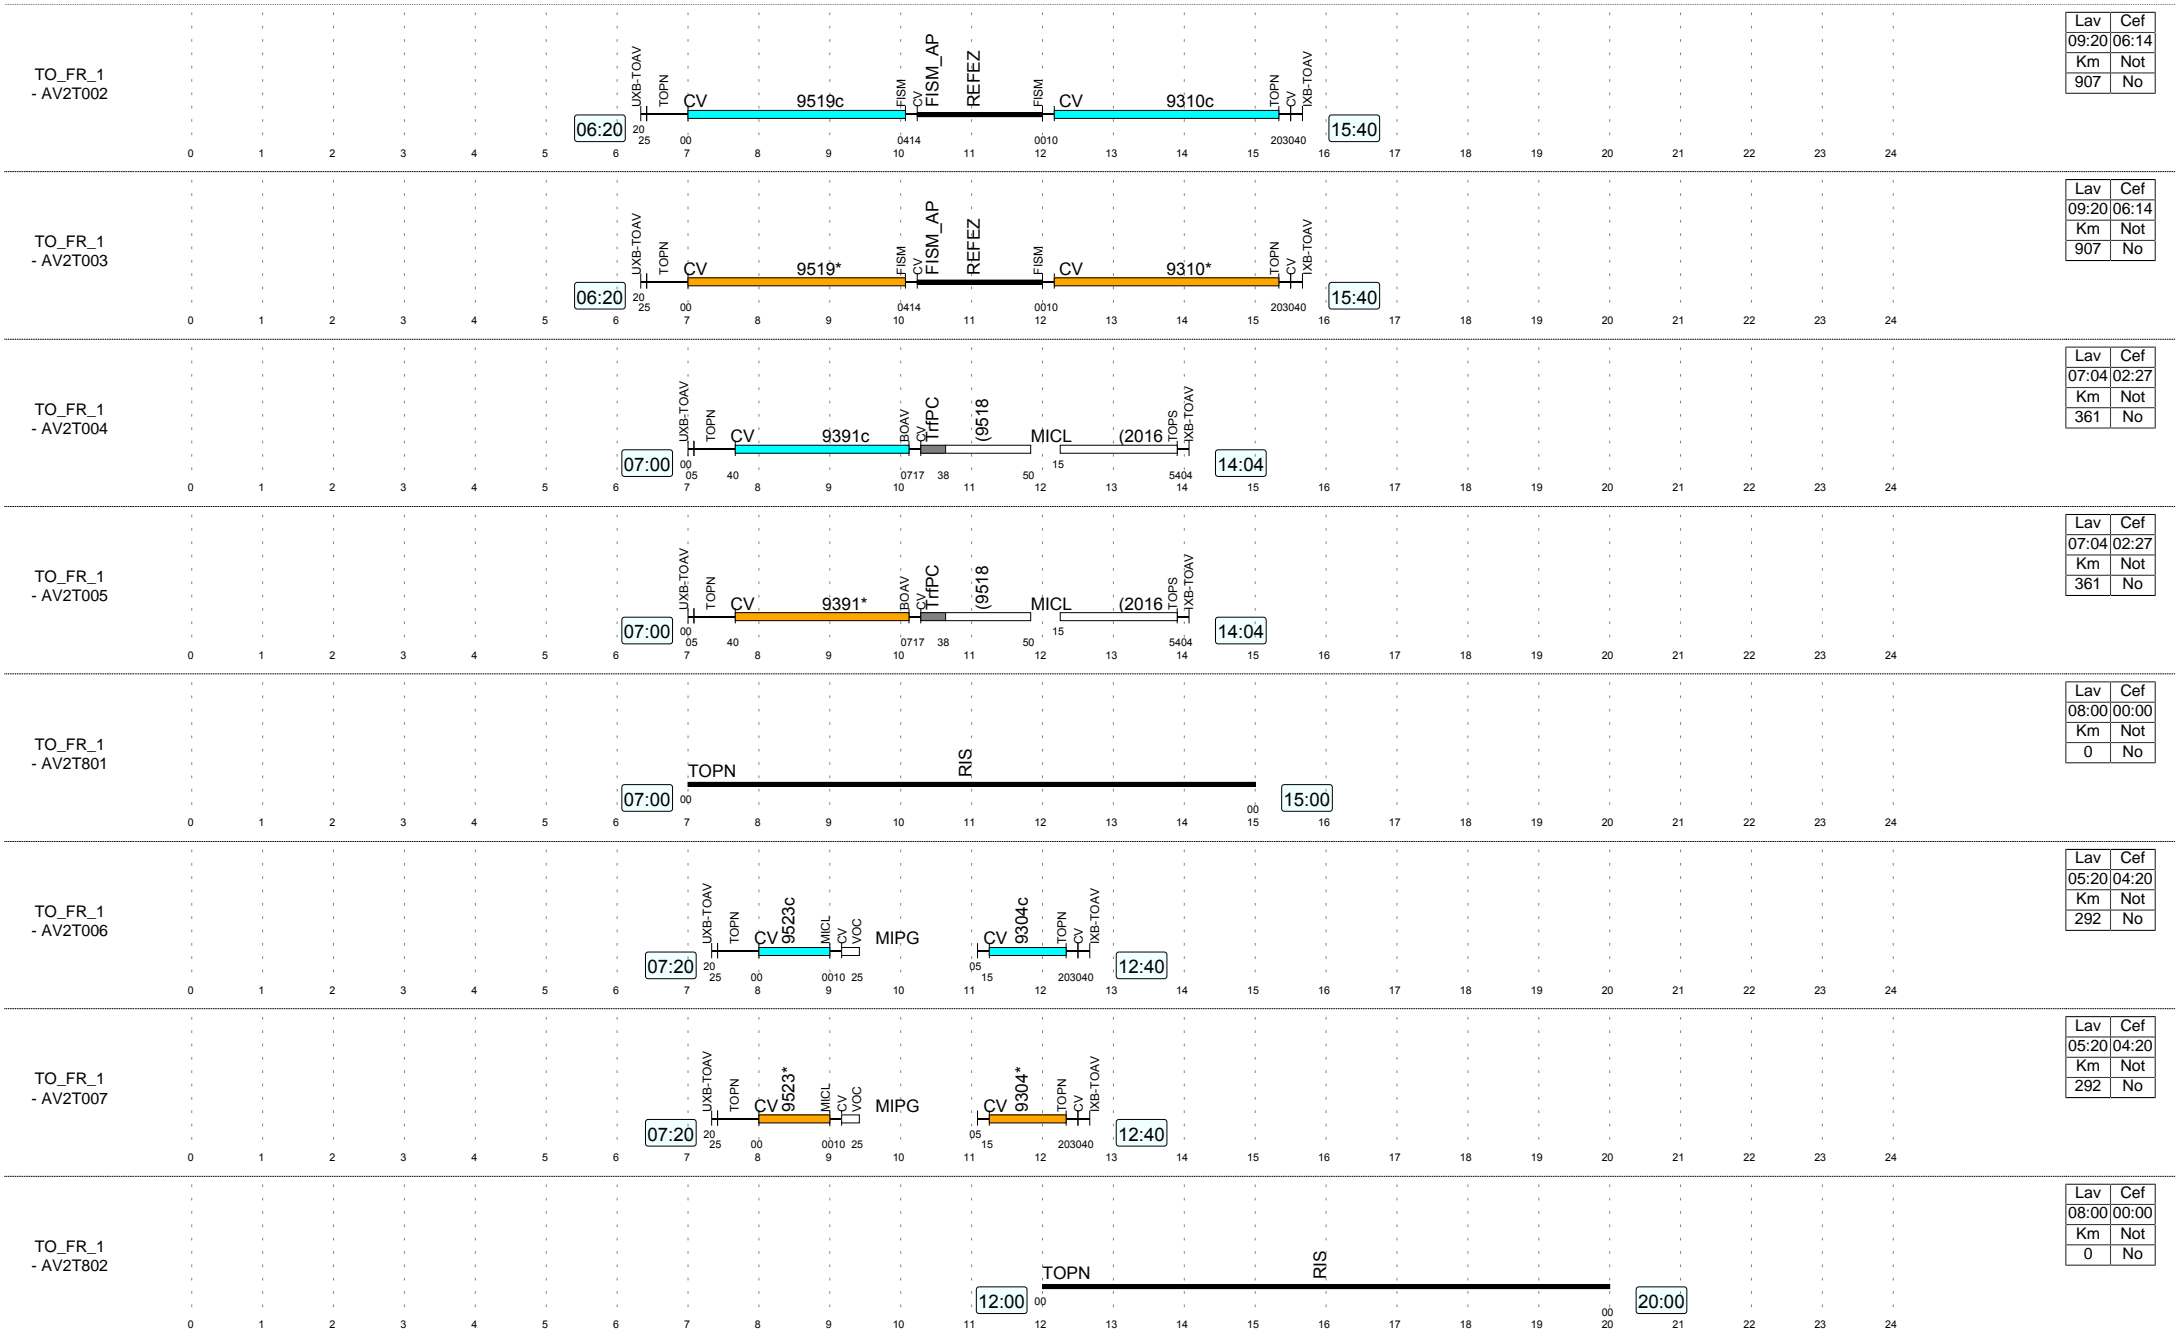 TO_FR_1
- AV2T002
UXB-TOAV TOPN CV 9519c FISM CV FISM_AP REFEZ FISM CV 9310c TOPN CV IXB-TOAV
06:20 20 25 00 0414 0010 203040 15:40
0 1 2 3 4 5 6 7 8 9 10 11 12 13 14 15 16 17 18 19 20 21 22 23 24
Lav Cef
09:20 06:14
Km Not
907 No
TO_FR_1
- AV2T003
UXB-TOAV TOPN CV 9519* FISM CV FISM_AP REFEZ FISM CV 9310* TOPN CV IXB-TOAV
06:20 20 25 00 0414 0010 203040 15:40
0 1 2 3 4 5 6 7 8 9 10 11 12 13 14 15 16 17 18 19 20 21 22 23 24
Lav Cef
09:20 06:14
Km Not
907 No
TO_FR_1
- AV2T004
UXB-TOAV TOPN CV 9391c BOAV CV TrfPC (9518 MICL (2016 TOPS IXB-TOAV
07:00 00 05 40 0717 38 50 15 5404 14:04
0 1 2 3 4 5 6 7 8 9 10 11 12 13 14 15 16 17 18 19 20 21 22 23 24
Lav Cef
07:04 02:27
Km Not
361 No
TO_FR_1
- AV2T005
UXB-TOAV TOPN CV 9391* BOAV CV TrfPC (9518 MICL (2016 TOPS IXB-TOAV
07:00 00 05 40 0717 38 50 15 5404 14:04
0 1 2 3 4 5 6 7 8 9 10 11 12 13 14 15 16 17 18 19 20 21 22 23 24
Lav Cef
07:04 02:27
Km Not
361 No
TO_FR_1
- AV2T801
TOPN RIS
07:00 00 00 15:00
0 1 2 3 4 5 6 7 8 9 10 11 12 13 14 15 16 17 18 19 20 21 22 23 24
Lav Cef
08:00 00:00
Km Not
0 No
TO_FR_1
- AV2T006
UXB-TOAV TOPN CV 9523c MICL CV VOC MIPG CV 9304c TOPN CV IXB-TOAV
07:20 20 25 00 0010 25 05 15 203040 12:40
0 1 2 3 4 5 6 7 8 9 10 11 12 13 14 15 16 17 18 19 20 21 22 23 24
Lav Cef
05:20 04:20
Km Not
292 No
TO_FR_1
- AV2T007
UXB-TOAV TOPN CV 9523* MICL CV VOC MIPG CV 9304* TOPN CV IXB-TOAV
07:20 20 25 00 0010 25 05 15 203040 12:40
0 1 2 3 4 5 6 7 8 9 10 11 12 13 14 15 16 17 18 19 20 21 22 23 24
Lav Cef
05:20 04:20
Km Not
292 No
TO_FR_1
- AV2T802
TOPN RIS
12:00 00 00 20:00
0 1 2 3 4 5 6 7 8 9 10 11 12 13 14 15 16 17 18 19 20 21 22 23 24
Lav Cef
08:00 00:00
Km Not
0 No